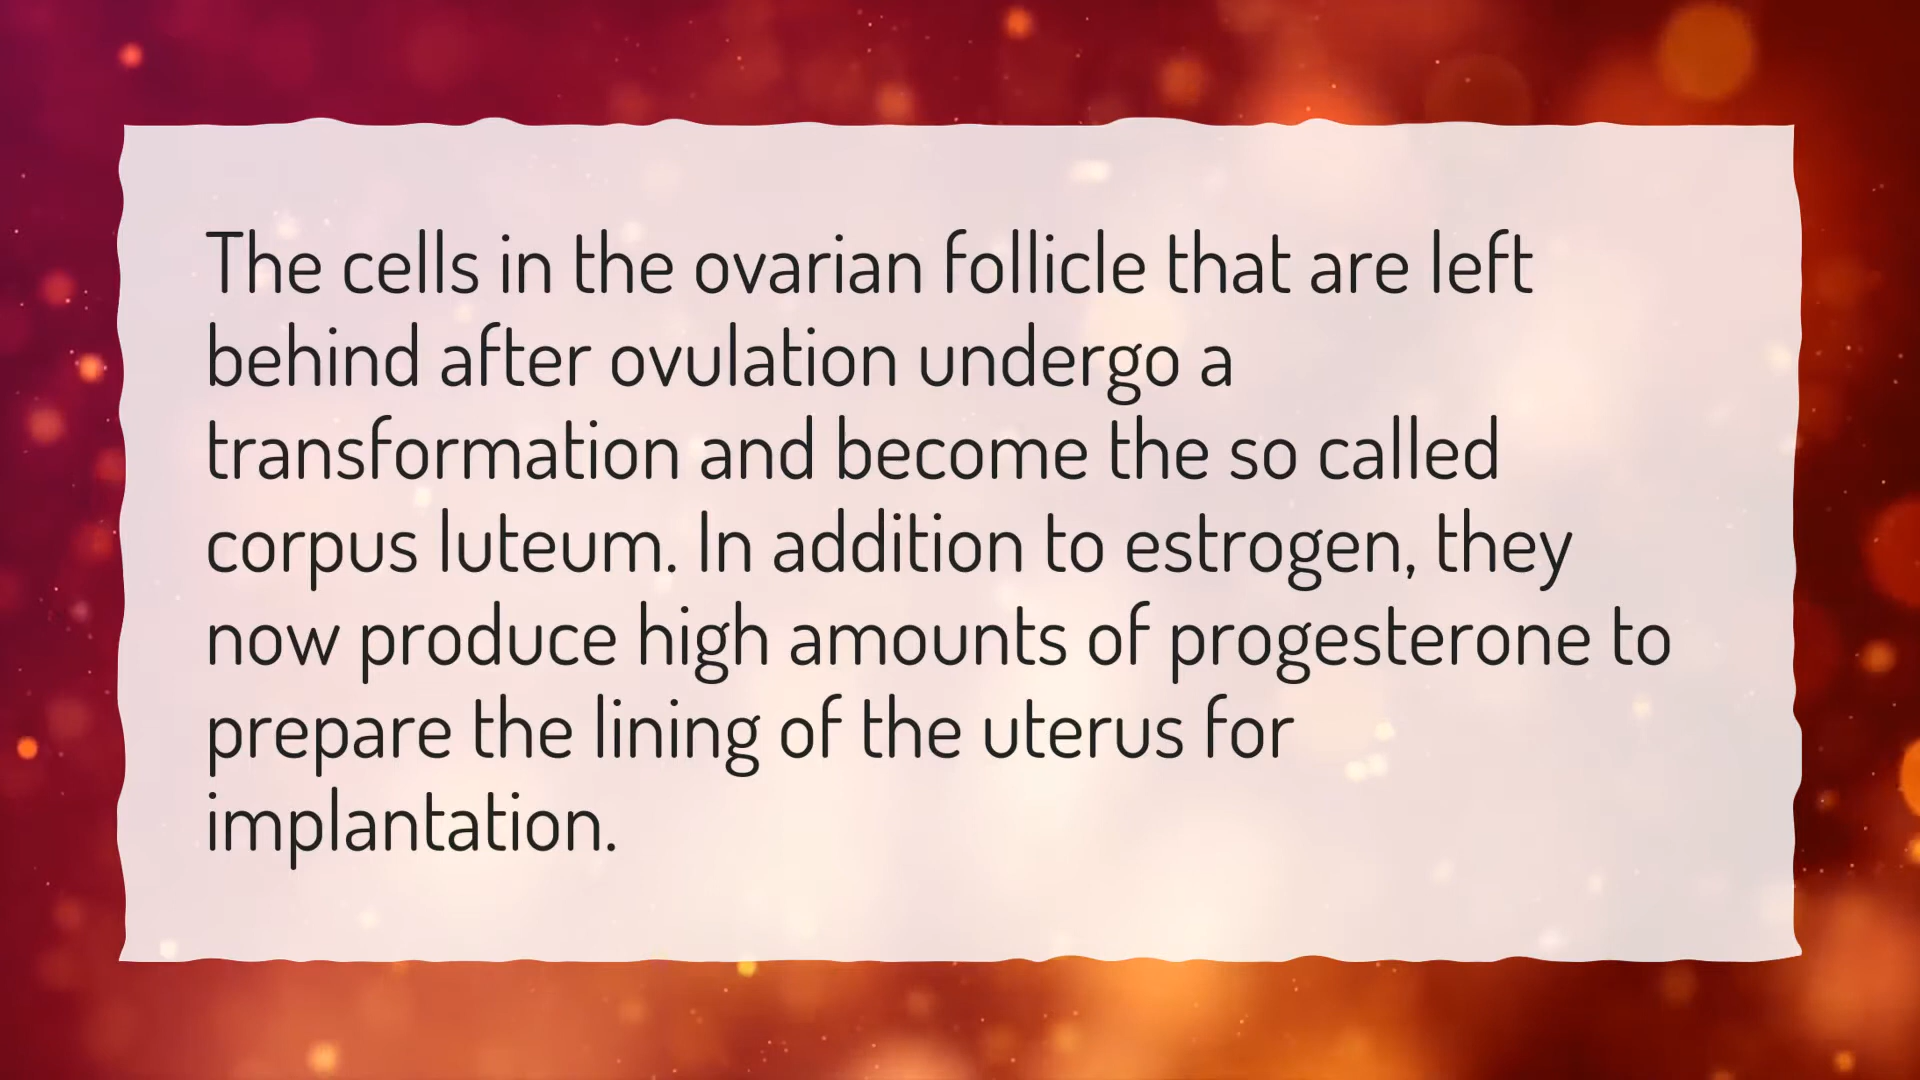 The cells in the ovarian follicle that are left
behind after ovulation undergo a
transformation and become the so called
corpus luteum. In addition to estrogen, they
now produce high amounts of progesterone to
prepare the lining of the uterus for
implantation.